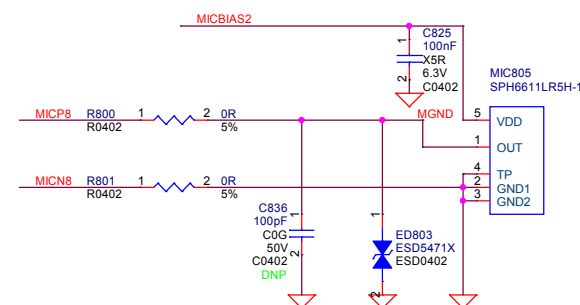 MICBIAS2
C825
100nF
X5R
6.3V
C0402
1
2
MIC805
SPH6611LR5H-1
MICP8
R800
R0402
1
2
0R
5%
MGND
5
VDD
1
OUT
4
TP
2
GND1
3
GND2
MICN8
R801
R0402
1
2
0R
5%
C836
100pF
C0G
50V
C0402
DNP
1
2
ED803
ESD5471X
ESD0402
1
2